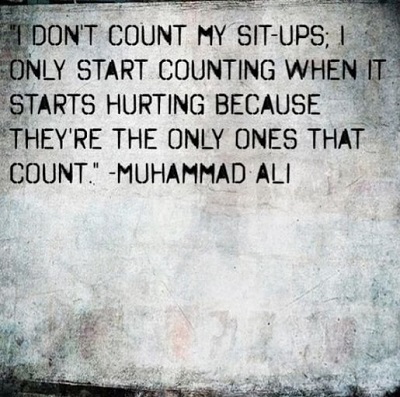 "I DON'T COUNT MY SIT-UPS; I
ONLY START COUNTING WHEN IT
STARTS HURTING BECAUSE
THEY'RE THE ONLY ONES THAT
COUNT." -MUHAMMAD ALI